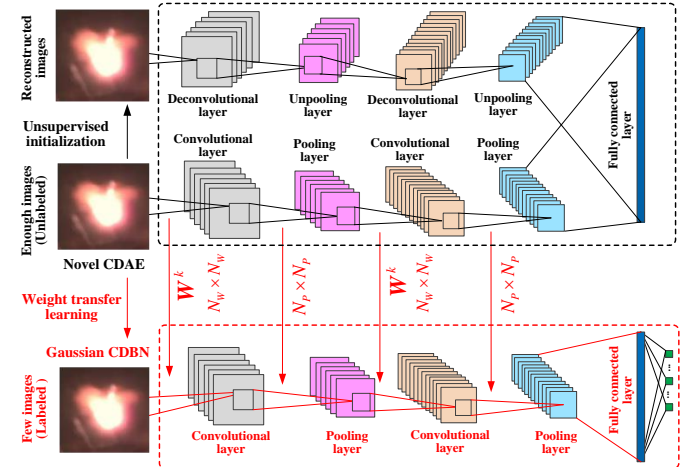 Reconstructed
images
Deconvolutional
layer
Unpooling
layer
Deconvolutional
layer
Unpooling
layer
Unsupervised
initialization
Convolutional
layer
Pooling
layer
Convolutional
layer
Pooling
layer
Fully connected
layer
Enough images
(Unlabeled)
Novel CDAE
Weight transfer
learning
W^k
N_W × N_W
N_P × N_P
W^k
N_W × N_W
N_P × N_P
Gaussian CDBN
Few images
(Labeled)
Convolutional
layer
Pooling
layer
Convolutional
layer
Pooling
layer
Fully connected
layer